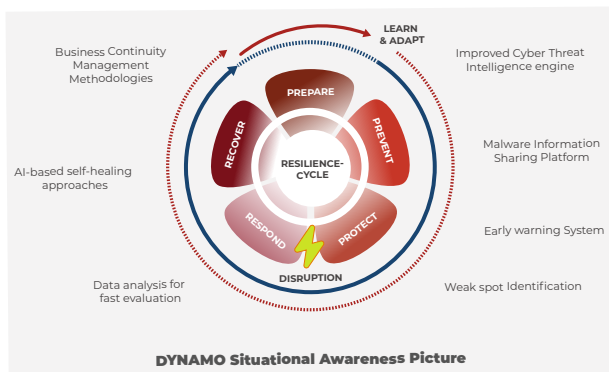 LEARN
& ADAPT
Business Continuity
Management
Methodologies
Improved Cyber Threat
Intelligence engine
PREPARE
RECOVER
PREVENT
Malware Information
Sharing Platform
RESILIENCE-
CYCLE
AI-based self-healing
approaches
RESPOND
PROTECT
Early warning System
DISRUPTION
Data analysis for
fast evaluation
Weak spot Identification
DYNAMO Situational Awareness Picture